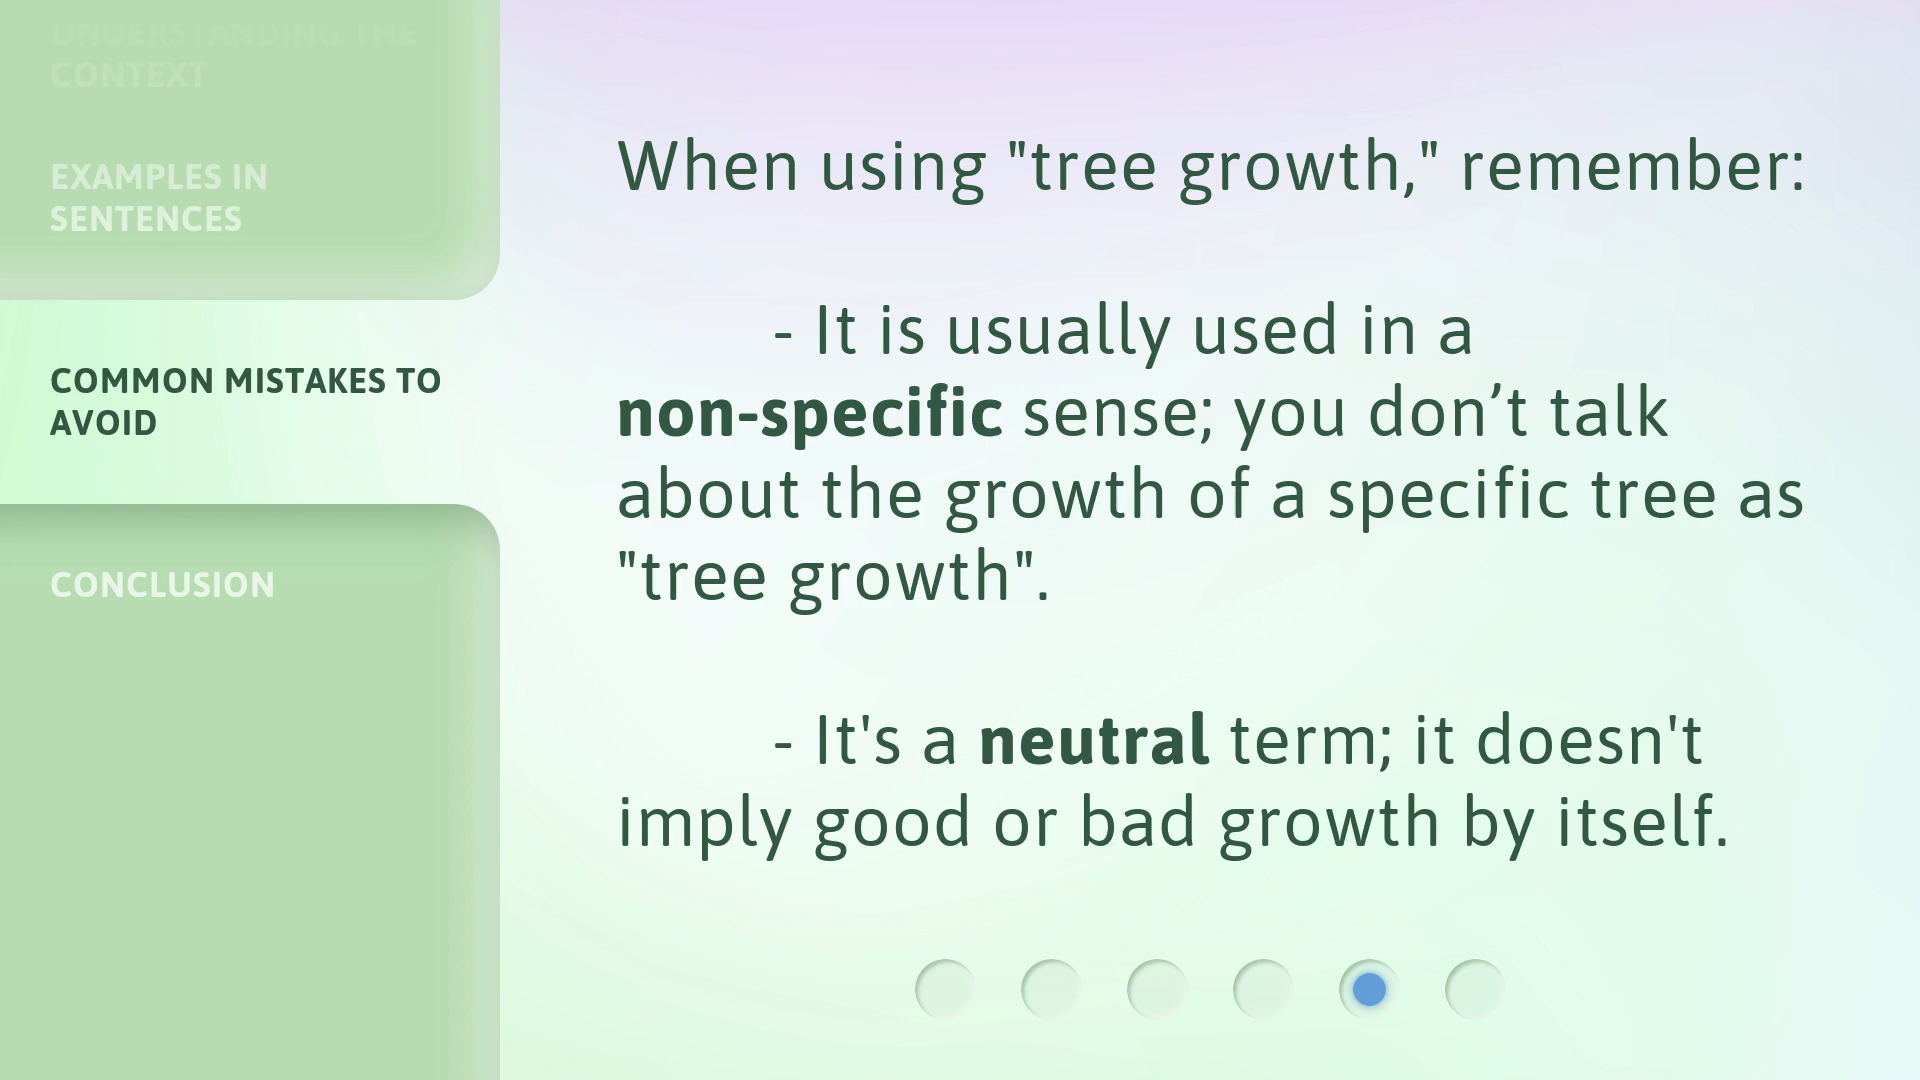 UNDERSTANDING THE
CONTEXT
EXAMPLES IN
SENTENCES
COMMON MISTAKES TO
AVOID
CONCLUSION
When using "tree growth," remember:
- It is usually used in a
non-specific sense; you don’t talk
about the growth of a specific tree as
"tree growth".
- It's a neutral term; it doesn't
imply good or bad growth by itself.